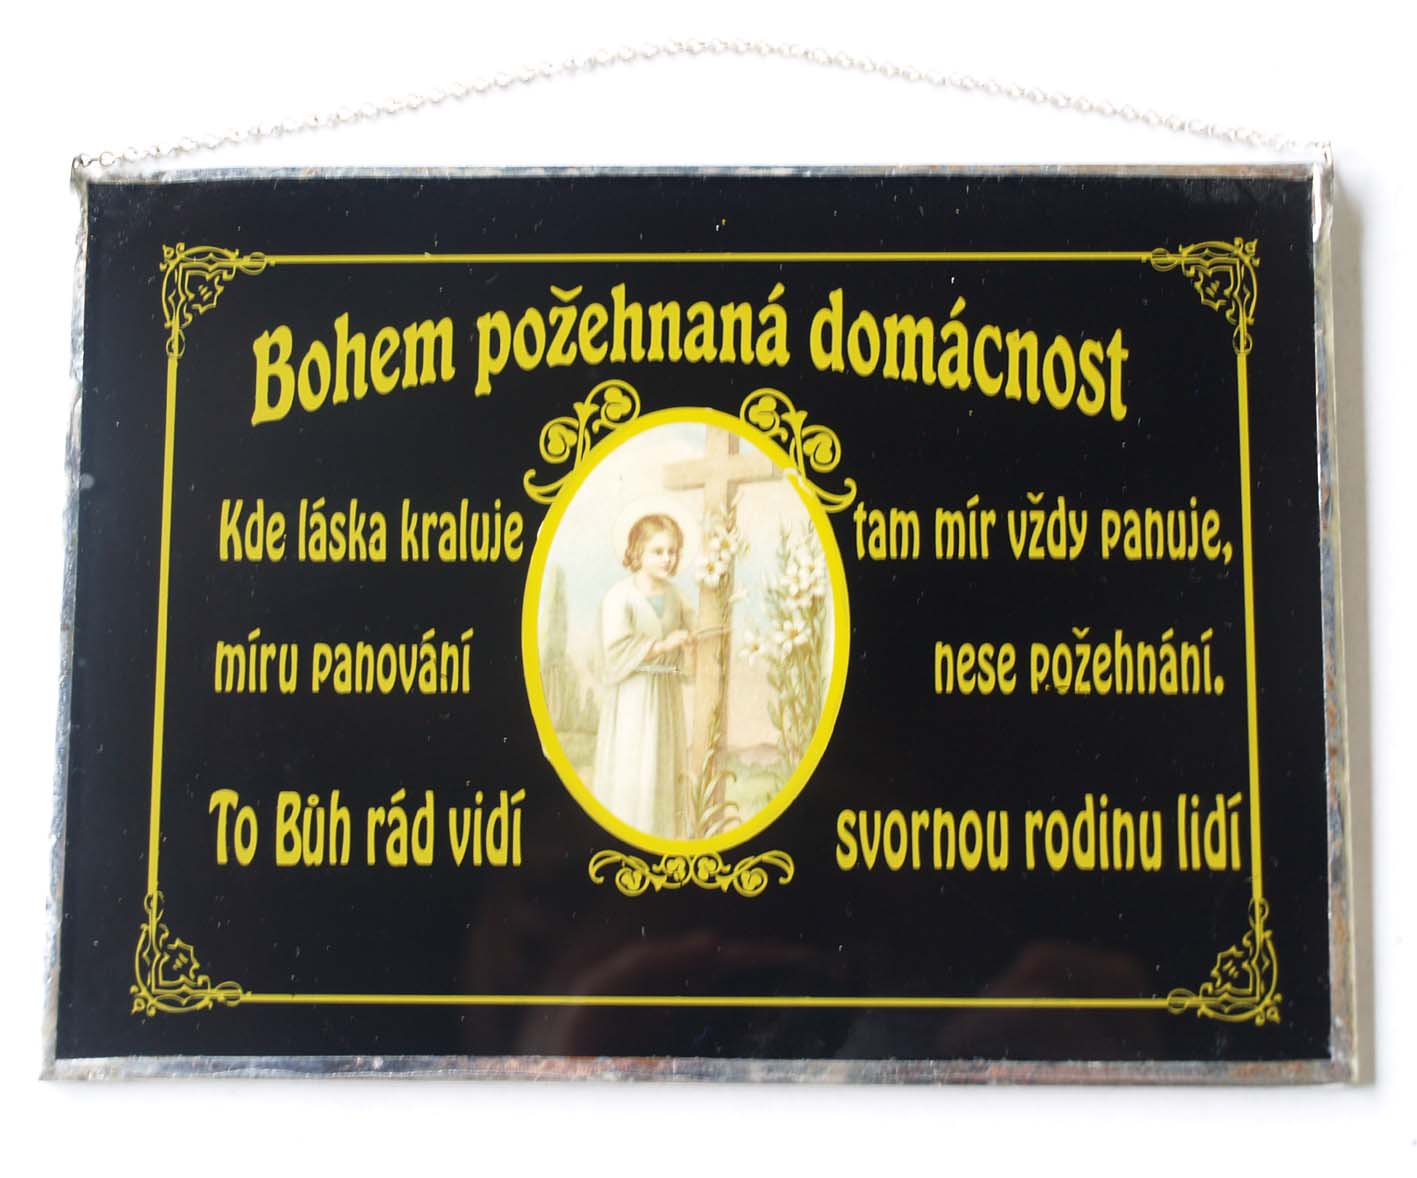 Bohem požehnaná domácnost
Kde láska kraluje tam mír vždy panuje,
míru panování nese požehnání.
To Bůh rád vidí svornou rodinu lidí